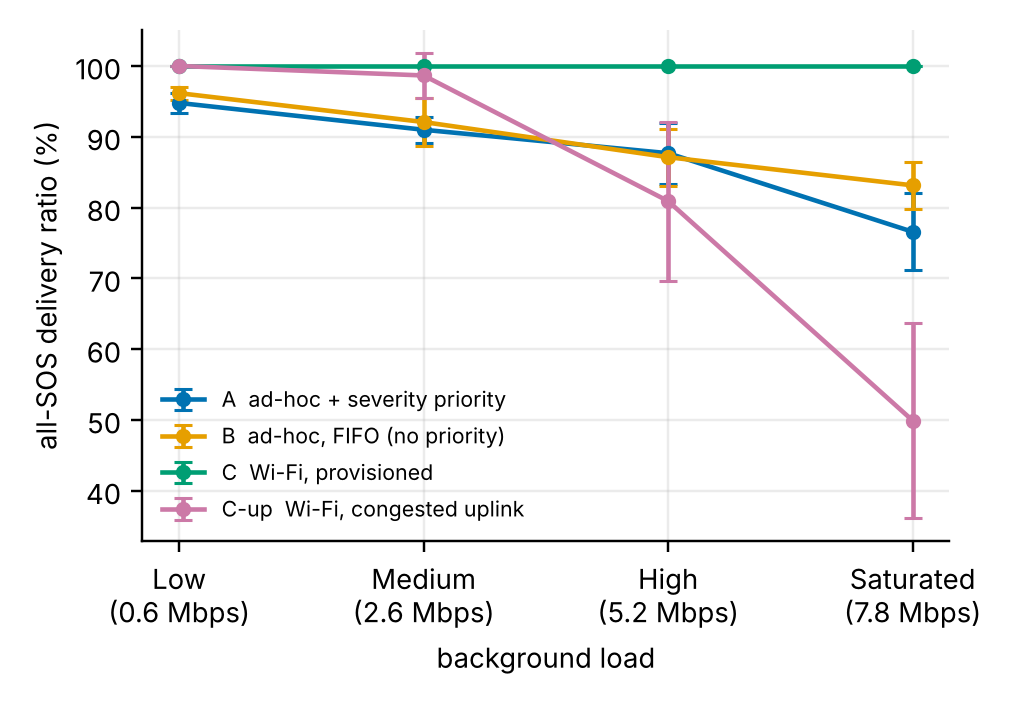 100
90
80
70
60
50
40
all-SOS delivery ratio (%)
A ad-hoc + severity priority
B ad-hoc, FIFO (no priority)
C Wi-Fi, provisioned
C-up Wi-Fi, congested uplink
Low
(0.6 Mbps)
Medium
(2.6 Mbps)
High
(5.2 Mbps)
Saturated
(7.8 Mbps)
background load